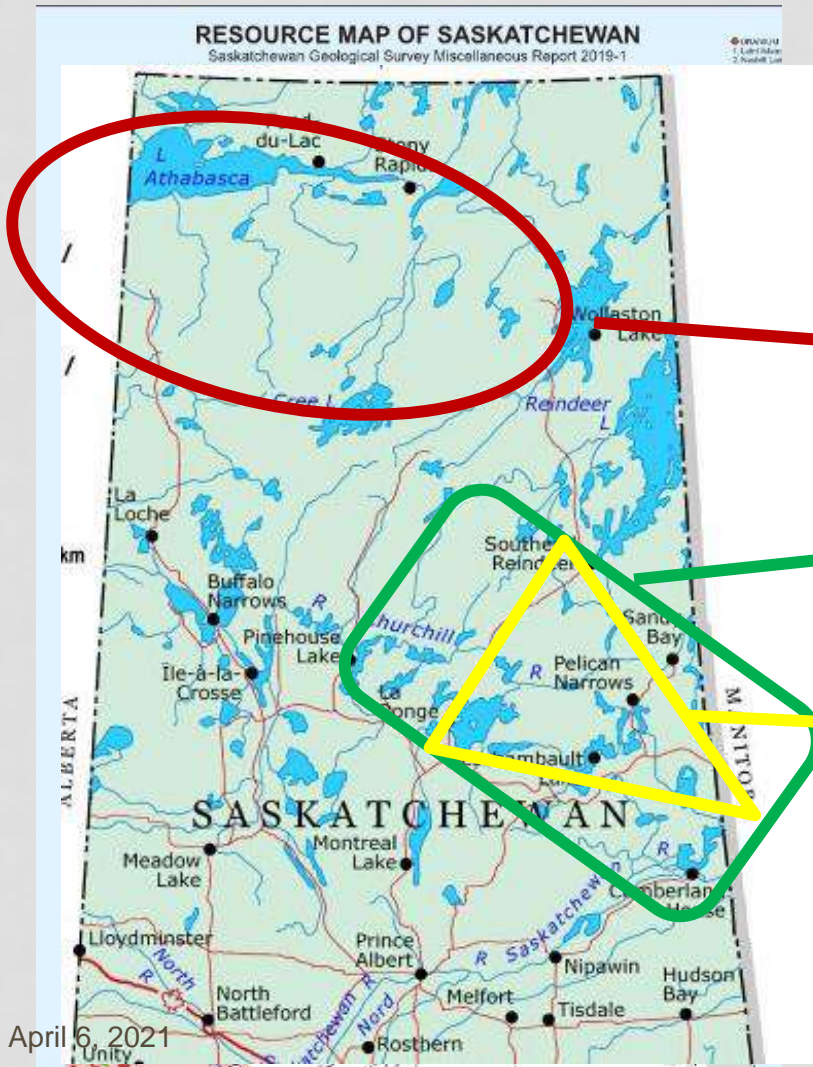 RESOURCE MAP OF SASKATCHEWAN
Saskatchewan Geological Survey Miscellaneous Report 2019-1
du-Lac
L
Athabasca
Wollaston
Lake
Cree L
Reindeer
L
La
Loche
km
R
Buffalo
Narrows
R
Churchill
Pinehouse
Lake
Sandy
Bay
R
Pelican
Narrows
Île-à-la-
Crosse
La
Ronge
ALBERTA
SASKATCHEWAN
Meadow
Lake
Montreal
Lake
R
Saskatchewan
Cumberland
House
Lloydminster
North
R
Prince
Albert
R
Nipawin
Hudson
Bay
North
Battleford
R
Nord
Melfort
Tisdale
Rosthern
April 6, 2021
Unity